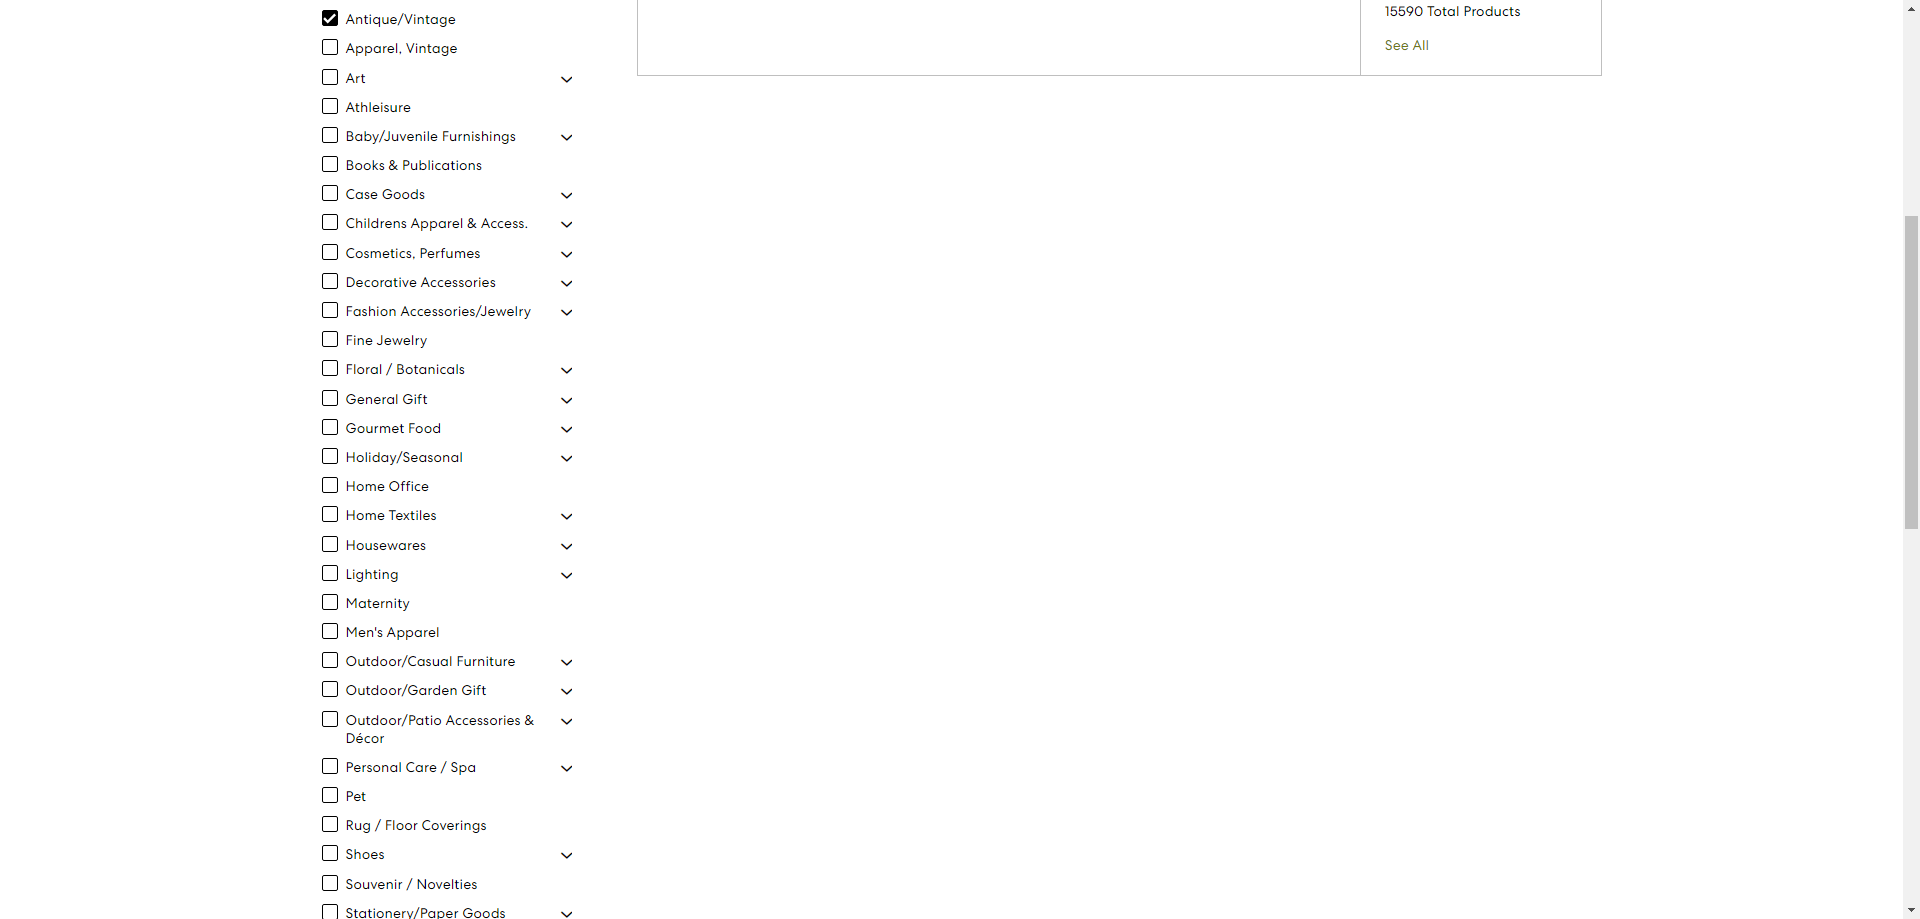 Antique/Vintage
Apparel, Vintage
Art
Athleisure
Baby/Juvenile Furnishings
Books & Publications
Case Goods
Childrens Apparel & Access.
Cosmetics, Perfumes
Decorative Accessories
Fashion Accessories/Jewelry
Fine Jewelry
Floral / Botanicals
General Gift
Gourmet Food
Holiday/Seasonal
Home Office
Home Textiles
Housewares
Lighting
Maternity
Men's Apparel
Outdoor/Casual Furniture
Outdoor/Garden Gift
Outdoor/Patio Accessories &
Décor
Personal Care / Spa
Pet
Rug / Floor Coverings
Shoes
Souvenir / Novelties
Stationery/Paper Goods
15590 Total Products
See All